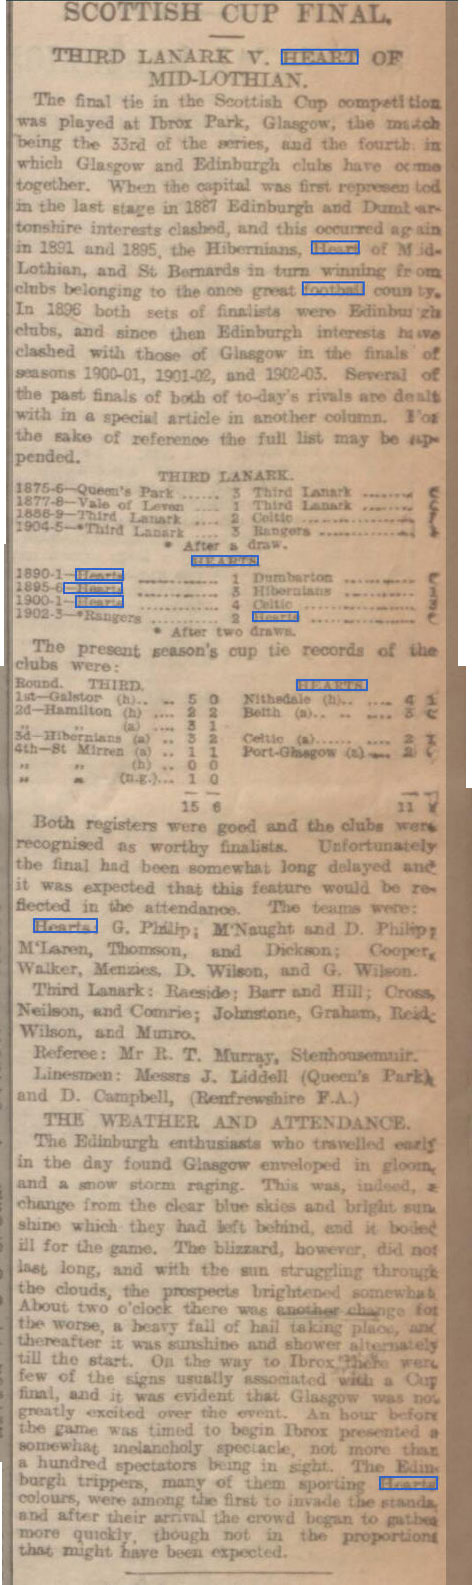 SCOTTISH CUP FINAL.
THIRD LANARK V. HEART OF
MID-LOTHIAN.
The final tie in the Scottish Cup competition
was played at Ibrox Park, Glasgow, the match
being the 33rd of the series, and the fourth in
which Glasgow and Edinburgh clubs have come
together. When the capital was first represented
in the last stage in 1887 Edinburgh and Dumbar-
tonshire interests clashed, and this occurred again
in 1891 and 1895, the Hibernians, Heart of Mid-
Lothian, and St Bernards in turn winning from
clubs belonging to the once great football county.
In 1896 both sets of finalists were Edinburgh
clubs, and since then Edinburgh interests have
clashed with those of Glasgow in the finals of
seasons 1900-01, 1901-02, and 1902-03. Several of
the past finals of both of to-day's rivals are dealt
with in a special article in another column. For
the sake of reference the full list may be ap-
pended.
THIRD LANARK.
1875-6—Queen's Park ...... 3 Third Lanark ........
1877-8—Vale of Leven .... 1 Third Lanark ........
1888-9—Third Lanark ..... 2 Celtic ........
1904-5—*Third Lanark .... 3 Rangers ........
* After a draw.
HEARTS.
1890-1—Hearts ............ 1 Dumbarton ........
1895-6—Hearts ............ 3 Hibernians ........ 1
1900-1—Hearts ............ 4 Celtic ........ 3
1902-3—*Rangers ......... 2 Hearts ........
* After two draws.
The present season's cup tie records of the
clubs were:
Round. THIRD. HEARTS.
1st—Galston (h).. .. 5 0 Nithsdale (h).. .... 4 1
2d—Hamilton (h) .... 2 2 Beith (a).. .... 3
„ „ (a) .... 3 1
3d—Hibernians (a) .. 3 2 Celtic (a)...... .... 2 1
4th—St Mirren (a) .. 1 1 Port-Glasgow (a) .... 2
„ „ (h) .. 0 0
„ „ (n.g.)... 1 0
15 6 11
Both registers were good and the clubs were
recognised as worthy finalists. Unfortunately
the final had been somewhat long delayed and
it was expected that this feature would be re-
flected in the attendance. The teams were:
Hearts: G. Philip; M'Naught and D. Philip;
M'Laren, Thomson, and Dickson; Cooper,
Walker, Menzies, D. Wilson, and G. Wilson.
Third Lanark: Raeside; Barr and Hill; Cross,
Neilson, and Comrie; Johnstone, Graham, Reid,
Wilson, and Munro.
Referee: Mr R. T. Murray, Stenhousemuir.
Linesmen: Messrs J. Liddell (Queen's Park)
and D. Campbell, (Renfrewshire F.A.)
THE WEATHER AND ATTENDANCE.
The Edinburgh enthusiasts who travelled early
in the day found Glasgow enveloped in gloom,
and a snow storm raging. This was, indeed, a
change from the clear blue skies and bright sun
shine which they had left behind, and it boded
ill for the game. The blizzard, however, did not
last long, and with the sun struggling through
the clouds, the prospects brightened somewhat.
About two o'clock there was another change for
the worse, a heavy fall of hail taking place, and
thereafter it was sunshine and shower alternately
till the start. On the way to Ibrox there were
few of the signs usually associated with a Cup
final, and it was evident that Glasgow was not
greatly excited over the event. An hour before
the game was timed to begin Ibrox presented a
somewhat melancholy spectacle, not more than
a hundred spectators being in sight. The Edin-
burgh trippers, many of them sporting Hearts
colours, were among the first to invade the stands,
and after their arrival the crowd began to gather
more quickly, though not in the proportions
that might have been expected.